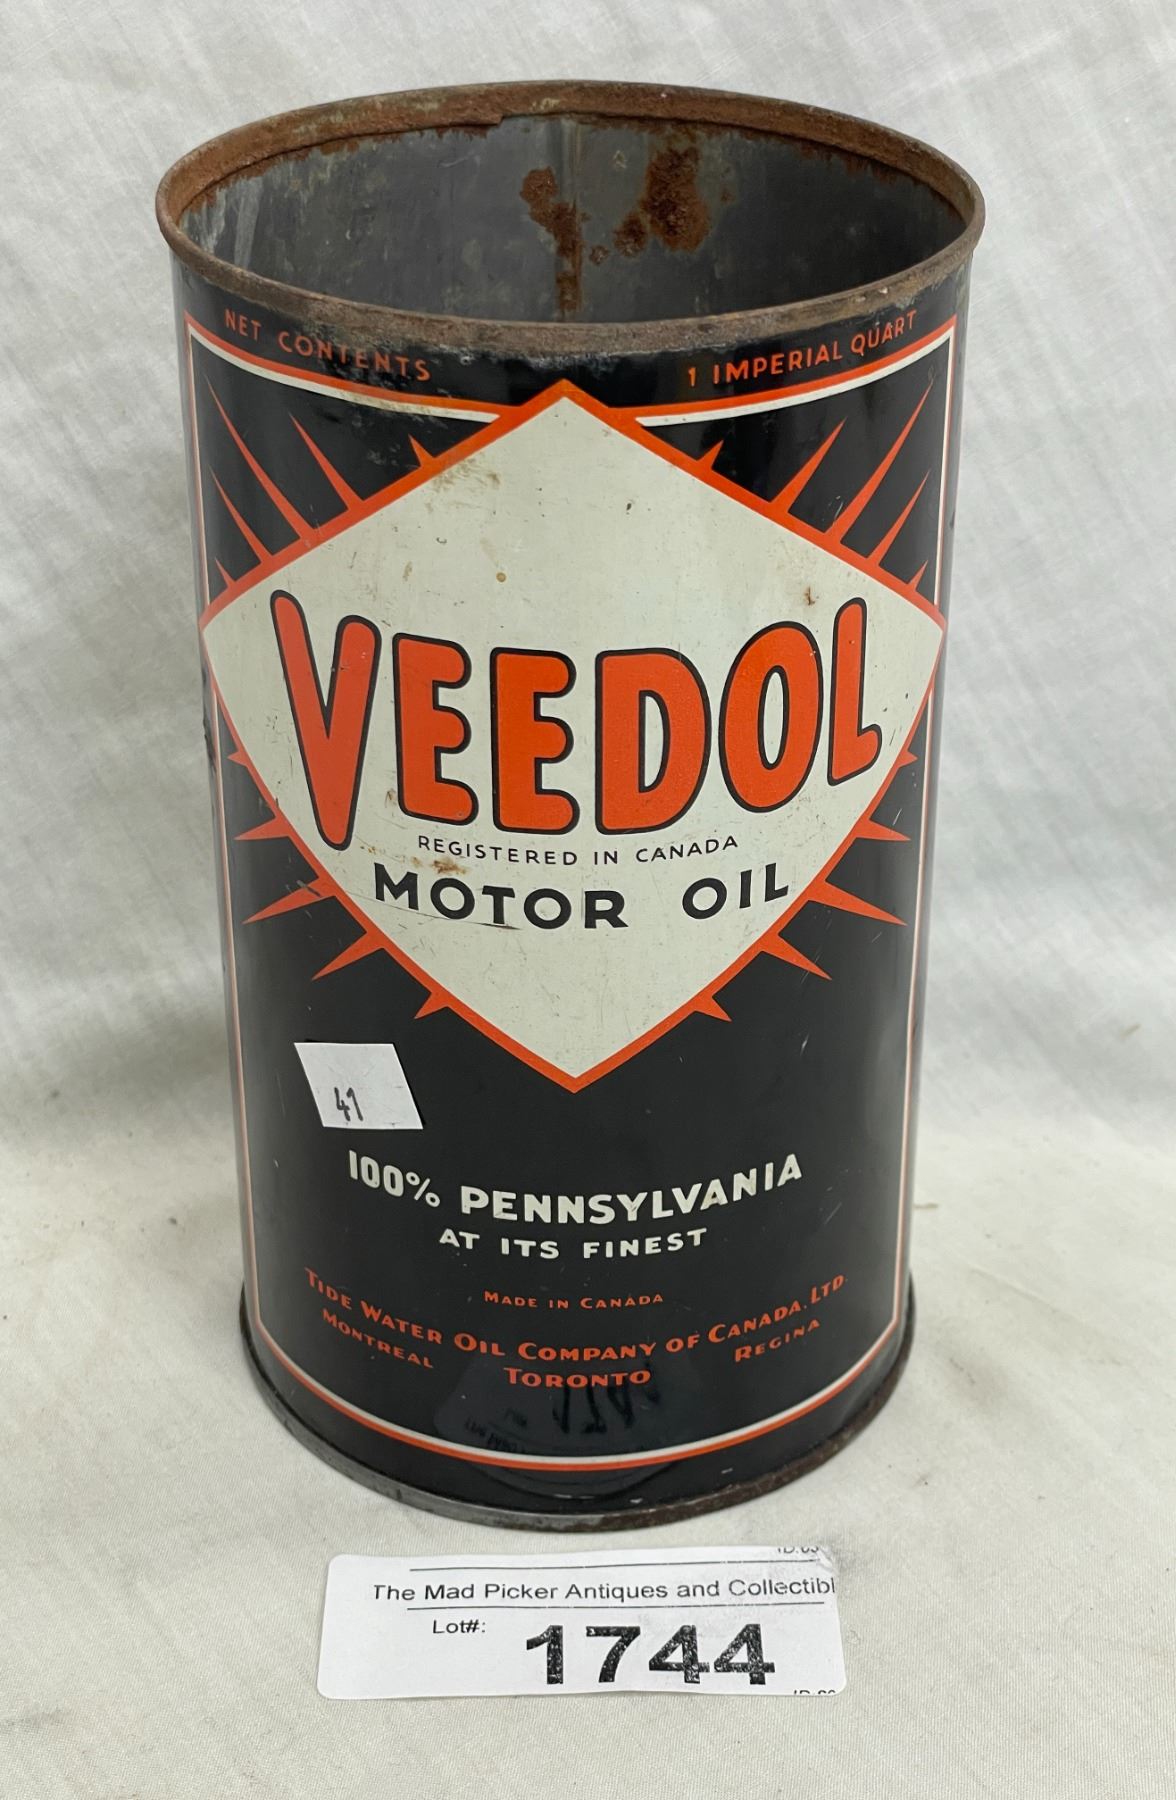 NET CONTENTS 1 IMPERIAL QUART
VEEDOL
REGISTERED IN CANADA
MOTOR OIL
41
100% PENNSYLVANIA
AT ITS FINEST
MADE IN CANADA
TIDE WATER OIL COMPANY OF CANADA, LTD.
MONTREAL TORONTO REGINA
The Mad Picker Antiques and Collectibl
Lot#: 1744